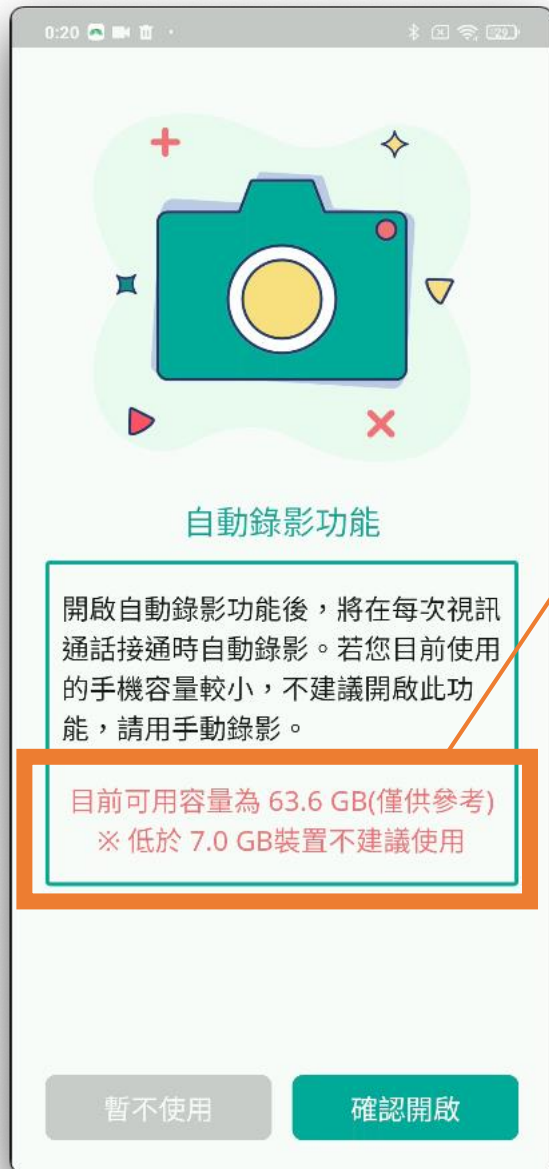 0:20
29
自動錄影功能
開啟自動錄影功能後，將在每次視訊
通話接通時自動錄影。若您目前使用
的手機容量較小，不建議開啟此功
能，請用手動錄影。
目前可用容量為 63.6 GB(僅供參考)
※ 低於 7.0 GB裝置不建議使用
暫不使用
確認開啟